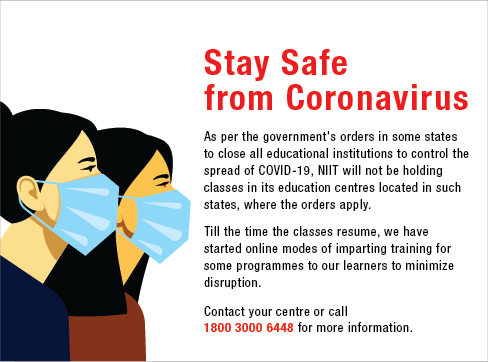 Stay Safe
from Coronavirus
As per the government's orders in some states
to close all educational institutions to control the
spread of COVID-19, NIIT will not be holding
classes in its education centres located in such
states, where the orders apply.
Till the time the classes resume, we have
started online modes of imparting training for
some programmes to our learners to minimize
disruption.
Contact your centre or call
1800 3000 6448 for more information.